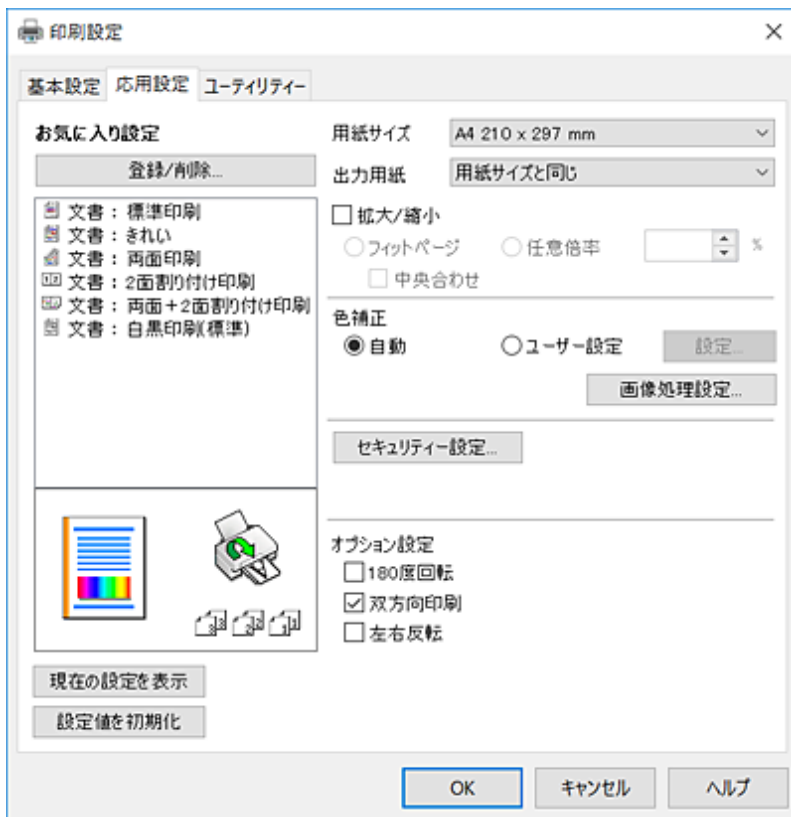 印刷設定
基本設定 応用設定 ユーティリティー
お気に入り設定
登録/削除...
文書：標準印刷
文書：きれい
文書：両面印刷
文書：2面割り付け印刷
文書：両面＋2面割り付け印刷
文書：白黒印刷(標準)
現在の設定を表示
設定値を初期化
用紙サイズ A4 210 x 297 mm
出力用紙 用紙サイズと同じ
拡大/縮小
フィットページ 任意倍率 %
中央合わせ
色補正
自動 ユーザー設定 設定...
画像処理設定...
セキュリティー設定...
オプション設定
180度回転
双方向印刷
左右反転
OK キャンセル ヘルプ